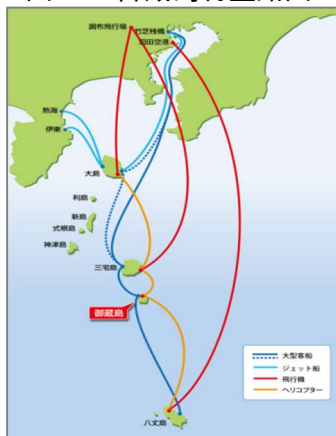 調布飛行場
竹芝桟橋
羽田空港
熱海
伊東
大島
利島
新島
式根島
神津島
三宅島
御蔵島
八丈島
大型客船
ジェット船
飛行機
ヘリコプター